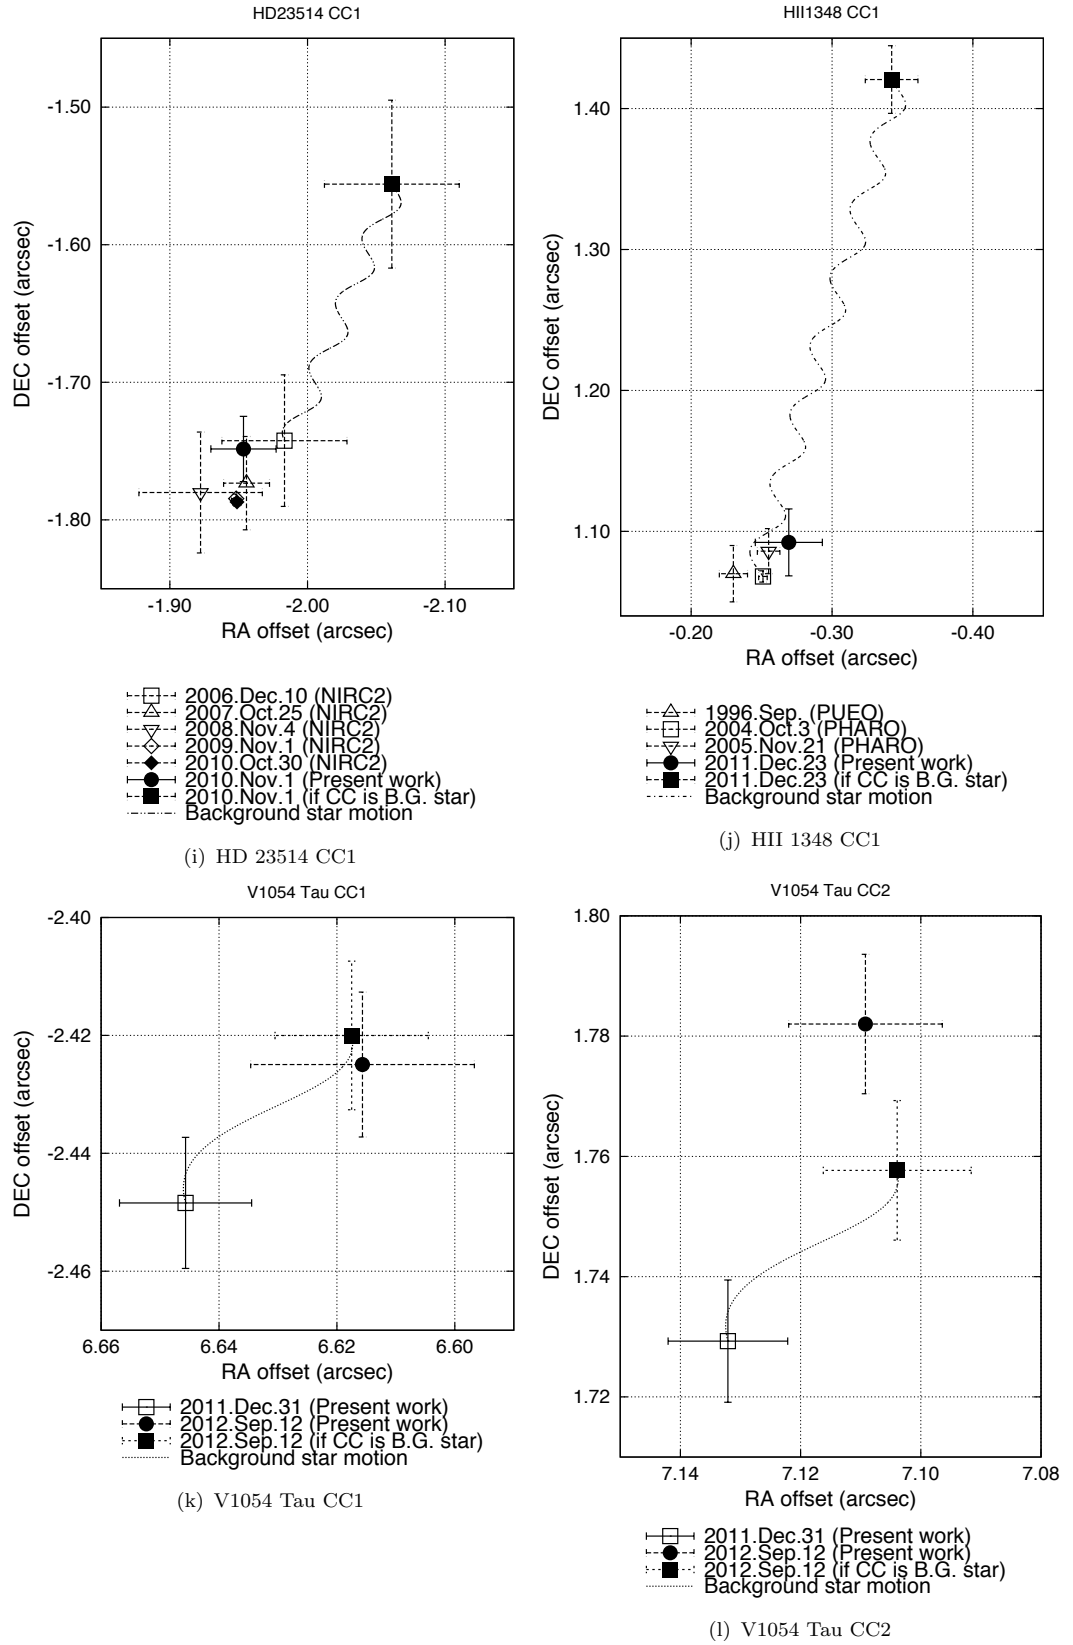 HD23514 CC1
-1.50
-1.60
-1.70
-1.80
DEC offset (arcsec)
-1.90
-2.00
-2.10
RA offset (arcsec)
2006.Dec.10 (NIRC2)
2007.Oct.25 (NIRC2)
2008.Nov.4 (NIRC2)
2009.Nov.1 (NIRC2)
2010.Oct.30 (NIRC2)
2010.Nov.1 (Present work)
2010.Nov.1 (if CC is B.G. star)
Background star motion
(i) HD 23514 CC1
HII1348 CC1
1.40
1.30
1.20
1.10
DEC offset (arcsec)
-0.20
-0.30
-0.40
RA offset (arcsec)
1996.Sep. (PUEO)
2004.Oct.3 (PHARO)
2005.Nov.21 (PHARO)
2011.Dec.23 (Present work)
2011.Dec.23 (if CC is B.G. star)
Background star motion
(j) HII 1348 CC1
V1054 Tau CC1
-2.40
-2.42
-2.44
-2.46
DEC offset (arcsec)
6.66
6.64
6.62
6.60
RA offset (arcsec)
2011.Dec.31 (Present work)
2012.Sep.12 (Present work)
2012.Sep.12 (if CC is B.G. star)
Background star motion
(k) V1054 Tau CC1
V1054 Tau CC2
1.80
1.78
1.76
1.74
1.72
DEC offset (arcsec)
7.14
7.12
7.10
7.08
RA offset (arcsec)
2011.Dec.31 (Present work)
2012.Sep.12 (Present work)
2012.Sep.12 (if CC is B.G. star)
Background star motion
(l) V1054 Tau CC2